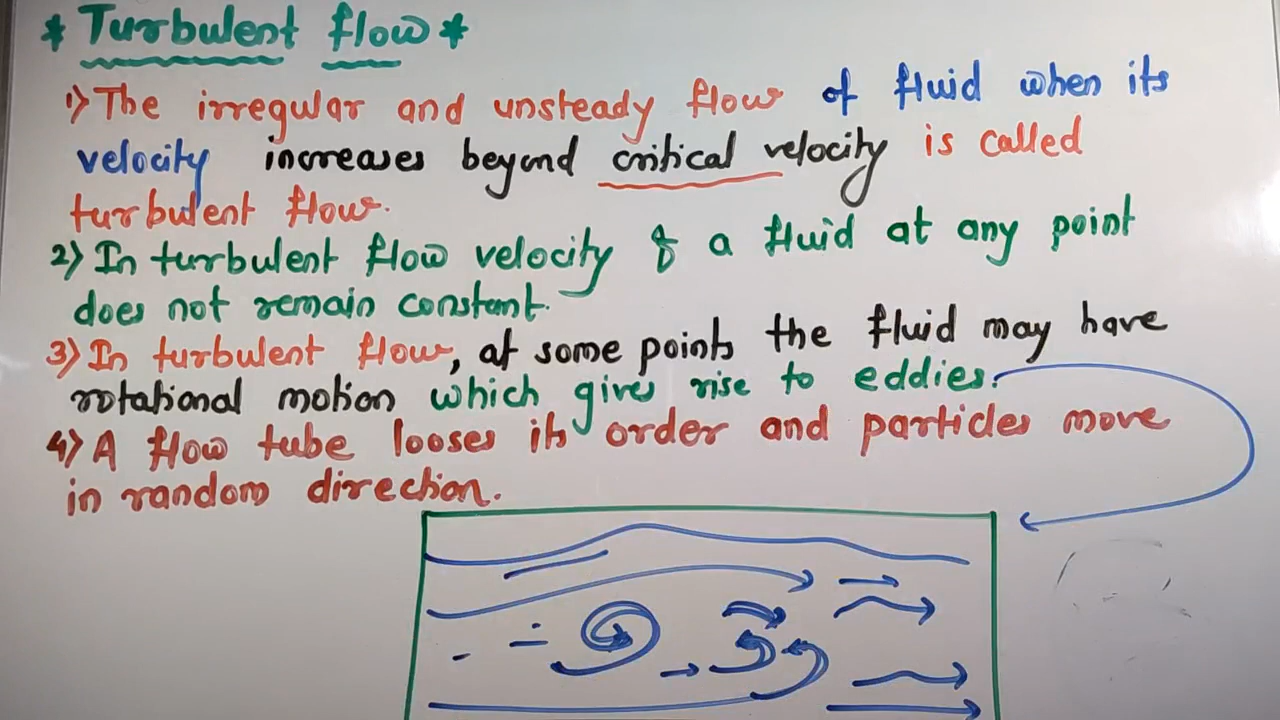 * Turbulent flow *
1) The irregular and unsteady flow of fluid when its
velocity increases beyond critical velocity is called
turbulent flow.
2) In turbulent flow velocity of a fluid at any point
does not remain constant.
3) In turbulent flow, at some points the fluid may have
rotational motion which gives rise to eddies.
4) A flow tube looses its order and particles move
in random direction.